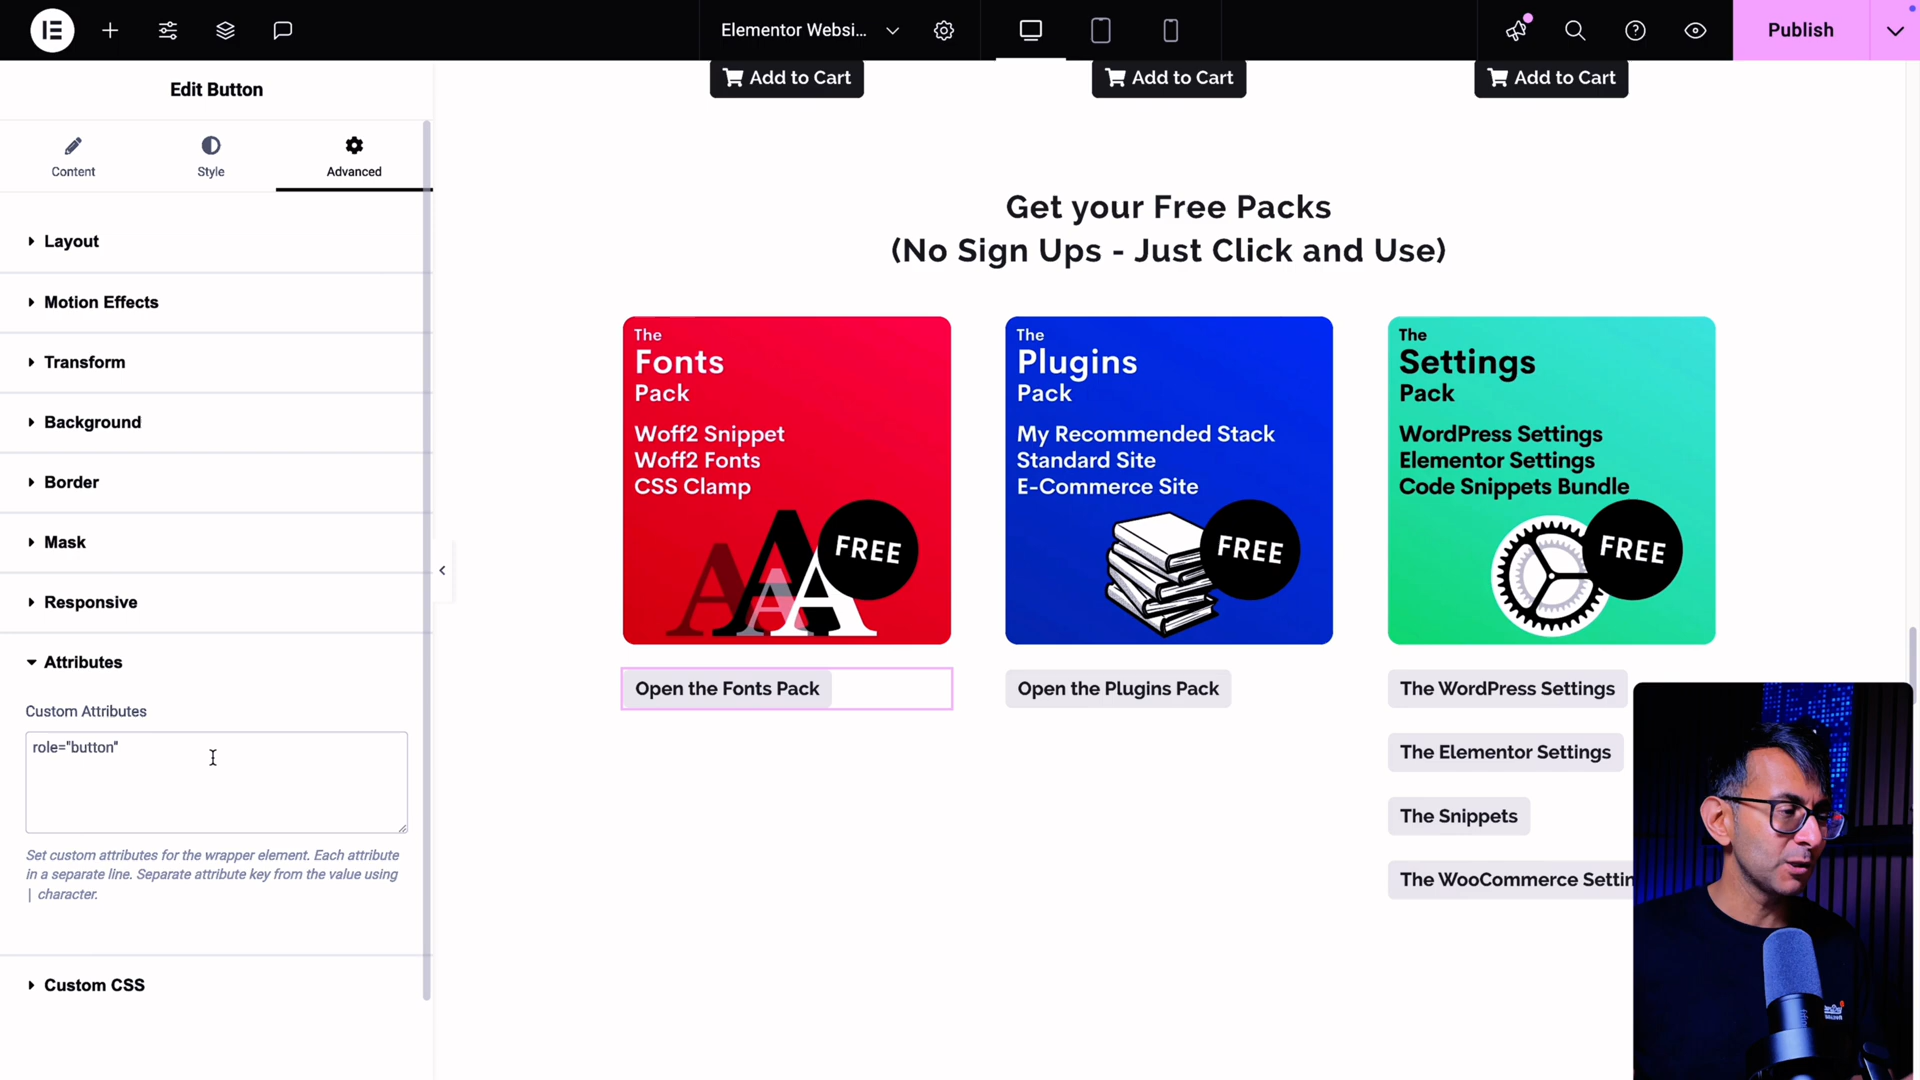 Elementor Websi...
Publish
Edit Button
Content
Style
Advanced
Layout
Motion Effects
Transform
Background
Border
Mask
Responsive
Attributes
Custom Attributes
role="button"
Set custom attributes for the wrapper element. Each attribute
in a separate line. Separate attribute key from the value using
| character.
Custom CSS
Add to Cart
Add to Cart
Add to Cart
Get your Free Packs
(No Sign Ups - Just Click and Use)
The
Fonts
Pack
Woff2 Snippet
Woff2 Fonts
CSS Clamp
FREE
Open the Fonts Pack
The
Plugins
Pack
My Recommended Stack
Standard Site
E-Commerce Site
FREE
Open the Plugins Pack
The
Settings
Pack
WordPress Settings
Elementor Settings
Code Snippets Bundle
FREE
The WordPress Settings
The Elementor Settings
The Snippets
The WooCommerce Settin